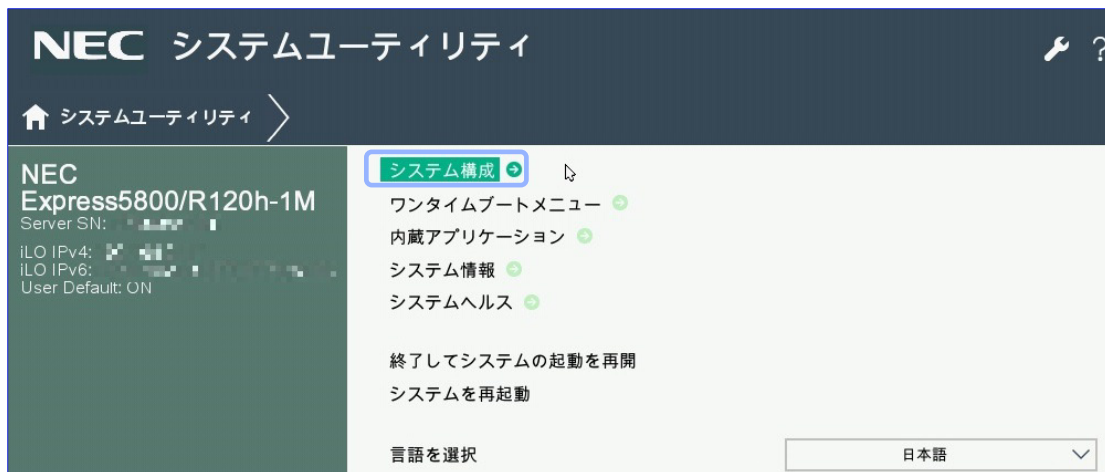 NEC システムユーティリティ
システムユーティリティ
NEC
Express5800/R120h-1M
Server SN:
iLO IPv4:
iLO IPv6:
User Default: ON
システム構成
ワンタイムブートメニュー
内蔵アプリケーション
システム情報
システムヘルス
終了してシステムの起動を再開
システムを再起動
言語を選択 日本語